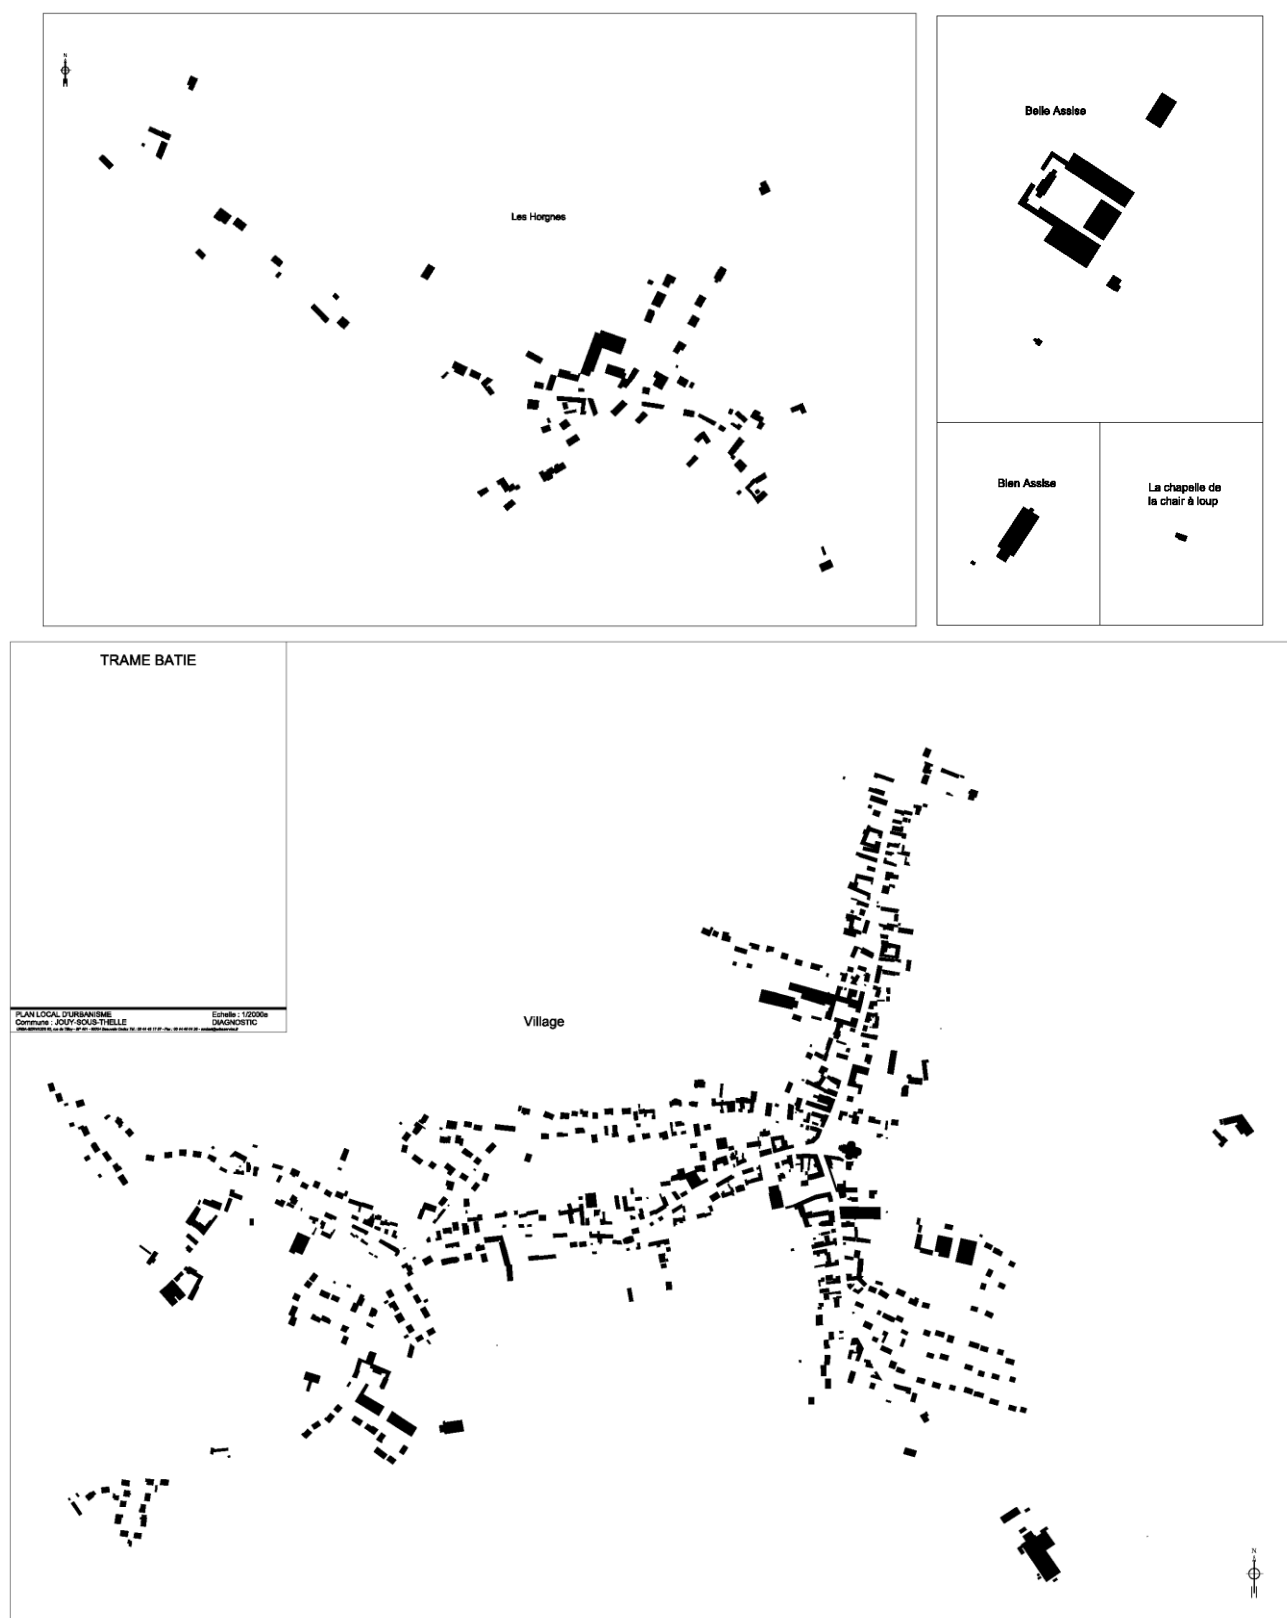 N
Les Horgnes
Belle Assise
Bien Assise
La chapelle de
la chair à loup
TRAME BATIE
PLAN LOCAL D'URBANISME
Echelle : 1/2000e
Commune : JOUY-SOUS-THELLE
DIAGNOSTIC
Village
N